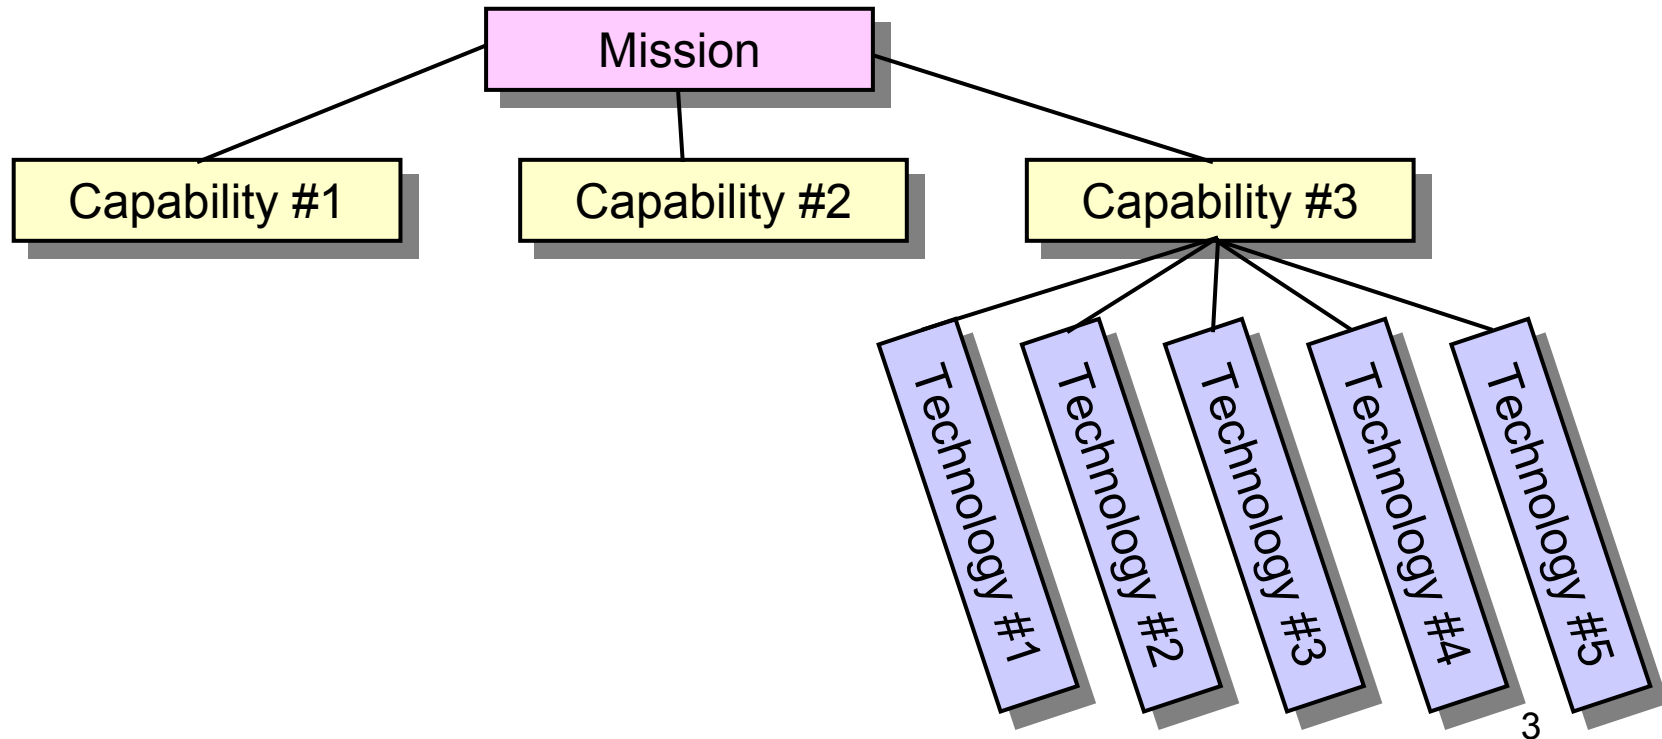 Mission
Capability #1
Capability #2
Capability #3
Technology #1
Technology #2
Technology #3
Technology #4
Technology #5
3